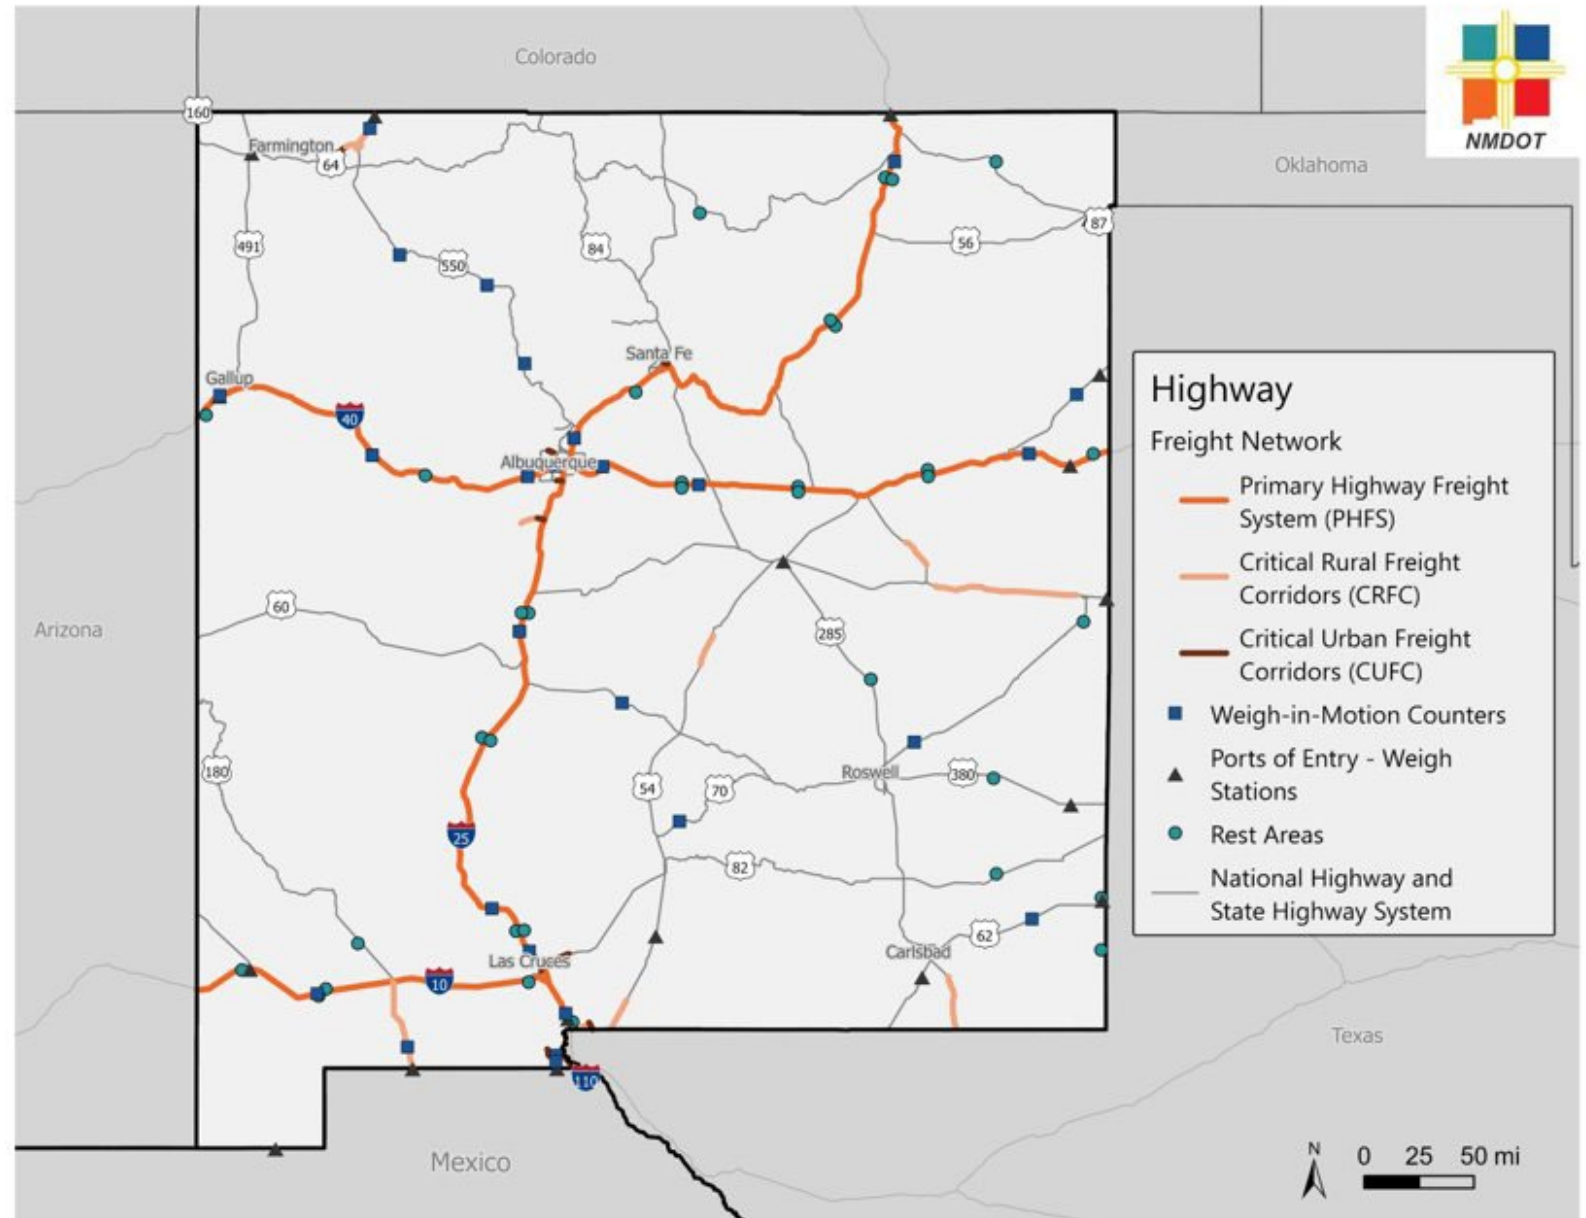 Colorado
NMDOT
160
Farmington
64
Oklahoma
87
491
84
56
550
Santa Fe
Gallup
40
Albuquerque
Highway
Freight Network
Primary Highway Freight
System (PHFS)
Critical Rural Freight
Corridors (CRFC)
Critical Urban Freight
Corridors (CUFC)
Weigh-in-Motion Counters
Ports of Entry - Weigh
Stations
Rest Areas
National Highway and
State Highway System
60
Arizona
285
180
Roswell
380
54
70
25
82
62
Las Cruces
Carlsbad
10
Texas
110
Mexico
N
0 25 50 mi